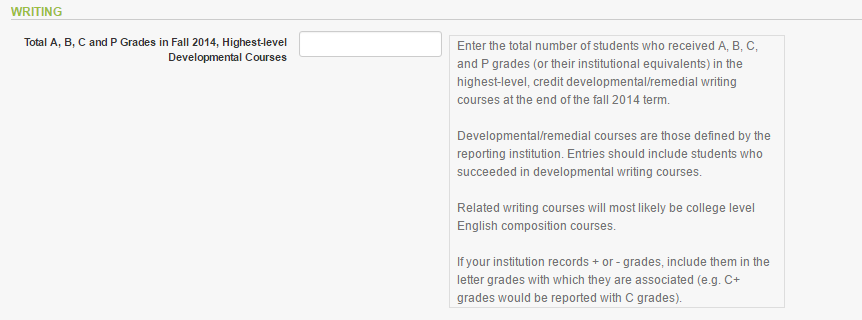 WRITING
Total A, B, C and P Grades in Fall 2014, Highest-level
Developmental Courses
Enter the total number of students who received A, B, C,
and P grades (or their institutional equivalents) in the
highest-level, credit developmental/remedial writing
courses at the end of the fall 2014 term.
Developmental/remedial courses are those defined by the
reporting institution. Entries should include students who
succeeded in developmental writing courses.
Related writing courses will most likely be college level
English composition courses.
If your institution records + or - grades, include them in the
letter grades with which they are associated (e.g. C+
grades would be reported with C grades).